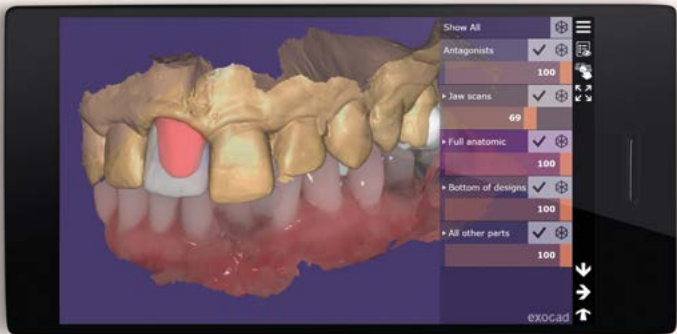 Show All
Antagonists
100
Jaw scans
69
Full anatomic
100
Bottom of designs
100
All other parts
100
exocad